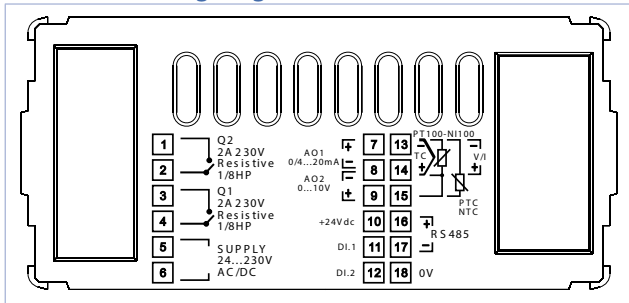 1
Q2
2A 230V
2
Resistive
1/8HP
3
Q1
2A 230V
4
Resistive
1/8HP
5
SUPPLY
24...230V
6
AC/DC
AO1
0/4...20mA
+
-
AO2
0...10V
-
+
+24Vdc
DI.1
DI.2
7 13
8 14
9 15
10 16
11 17
12 18
PT100-NI100
-
TC
+
-
V/I
+
PTC
NTC
+
RS485
-
0V